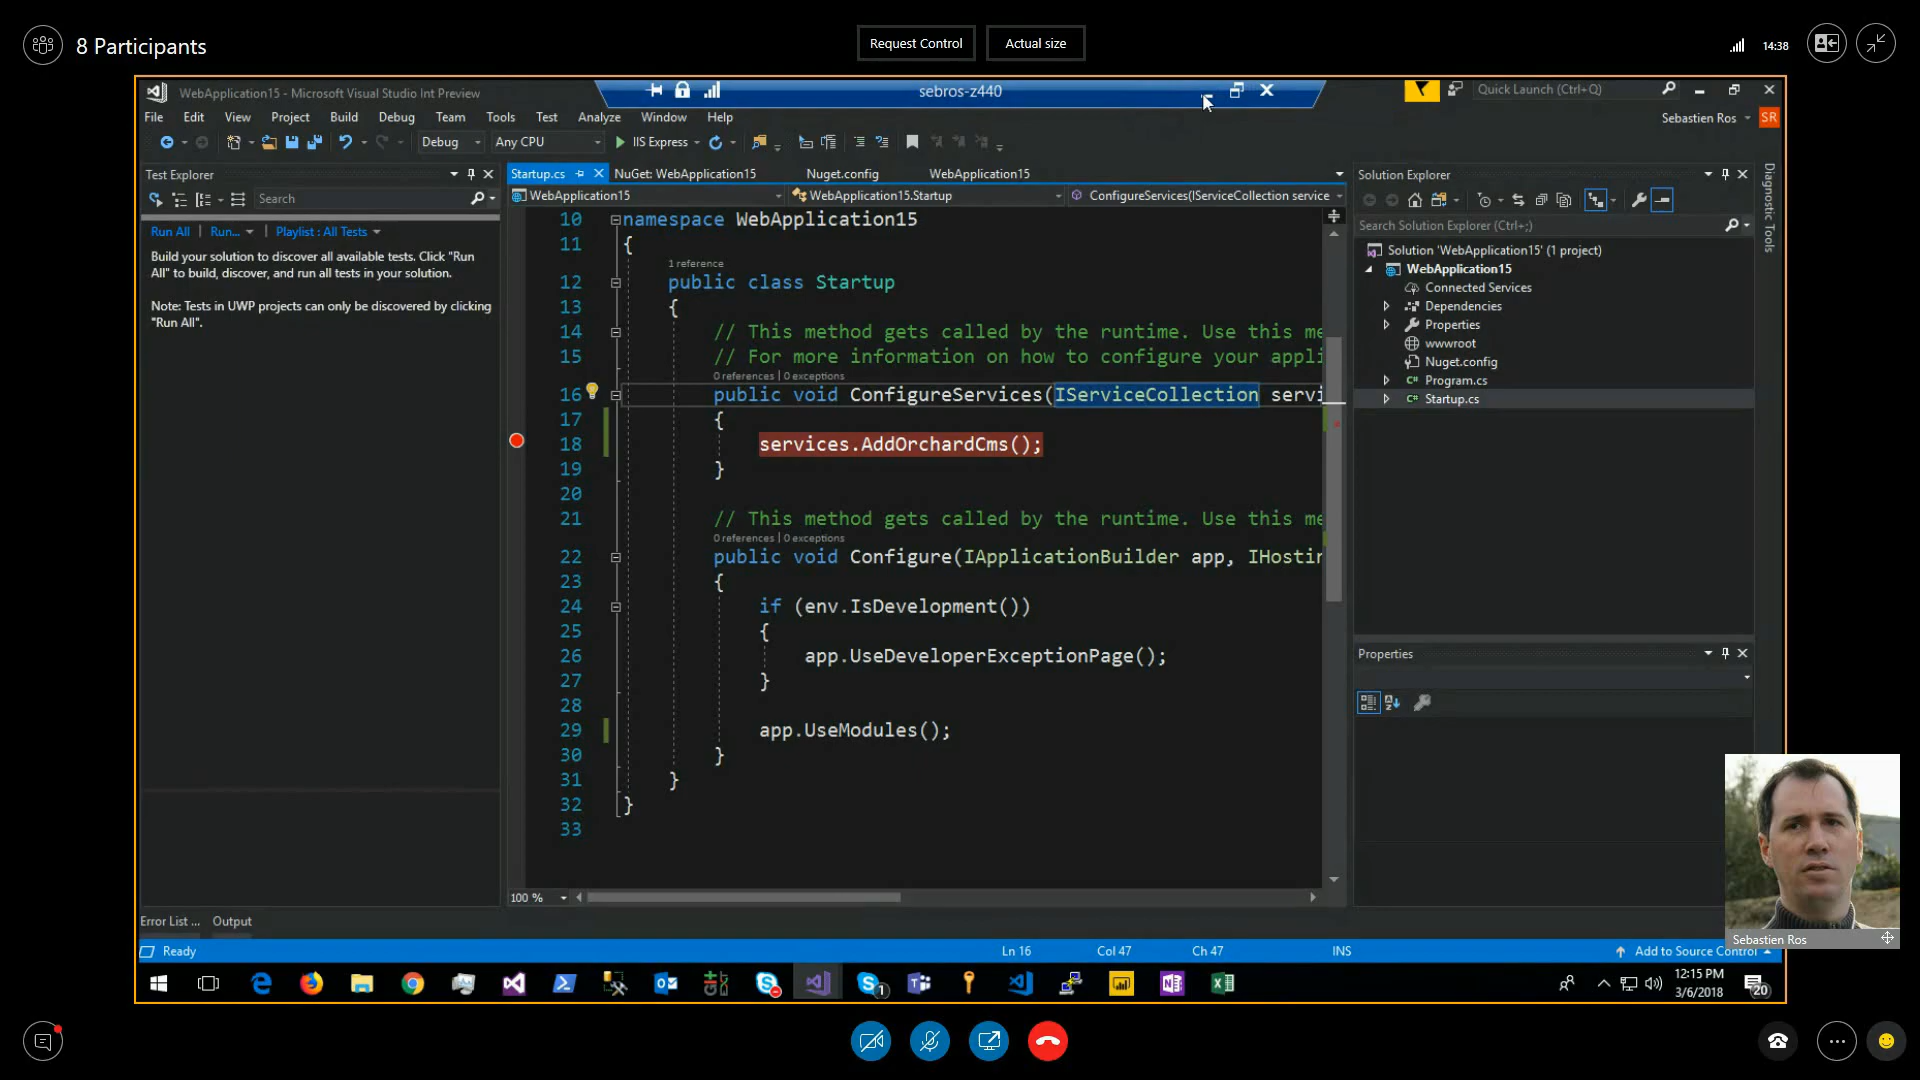 8 Participants
Request Control
Actual size
14:38
WebApplication15 - Microsoft Visual Studio Int Preview
sebros-z440
Quick Launch (Ctrl+Q)
File Edit View Project Build Debug Team Tools Test Analyze Window Help
Sebastien Ros
SR
Debug
Any CPU
IIS Express
Test Explorer
Search
Run All | Run... Playlist : All Tests
Build your solution to discover all available tests. Click "Run
All" to build, discover, and run all tests in your solution.
Note: Tests in UWP projects can only be discovered by clicking
"Run All".
Startup.cs
NuGet: WebApplication15
Nuget.config
WebApplication15
WebApplication15
WebApplication15.Startup
ConfigureServices(IServiceCollection service
10 namespace WebApplication15
11 {
1 reference
12 public class Startup
13 {
14 // This method gets called by the runtime. Use this me
15 // For more information on how to configure your appli
0 references | 0 exceptions
16 public void ConfigureServices(IServiceCollection servi
17 {
18 services.AddOrchardCms();
19 }
20
21 // This method gets called by the runtime. Use this me
0 references | 0 exceptions
22 public void Configure(IApplicationBuilder app, IHostin
23 {
24 if (env.IsDevelopment())
25 {
26 app.UseDeveloperExceptionPage();
27 }
28
29 app.UseModules();
30 }
31 }
32 }
33
100 %
Solution Explorer
Search Solution Explorer (Ctrl+;)
Solution 'WebApplication15' (1 project)
WebApplication15
Connected Services
Dependencies
Properties
wwwroot
Nuget.config
C# Program.cs
C# Startup.cs
Diagnostic Tools
Properties
Sebastien Ros
Error List ...
Output
Ready
Ln 16
Col 47
Ch 47
INS
Add to Source Control
12:15 PM
3/6/2018
20
1